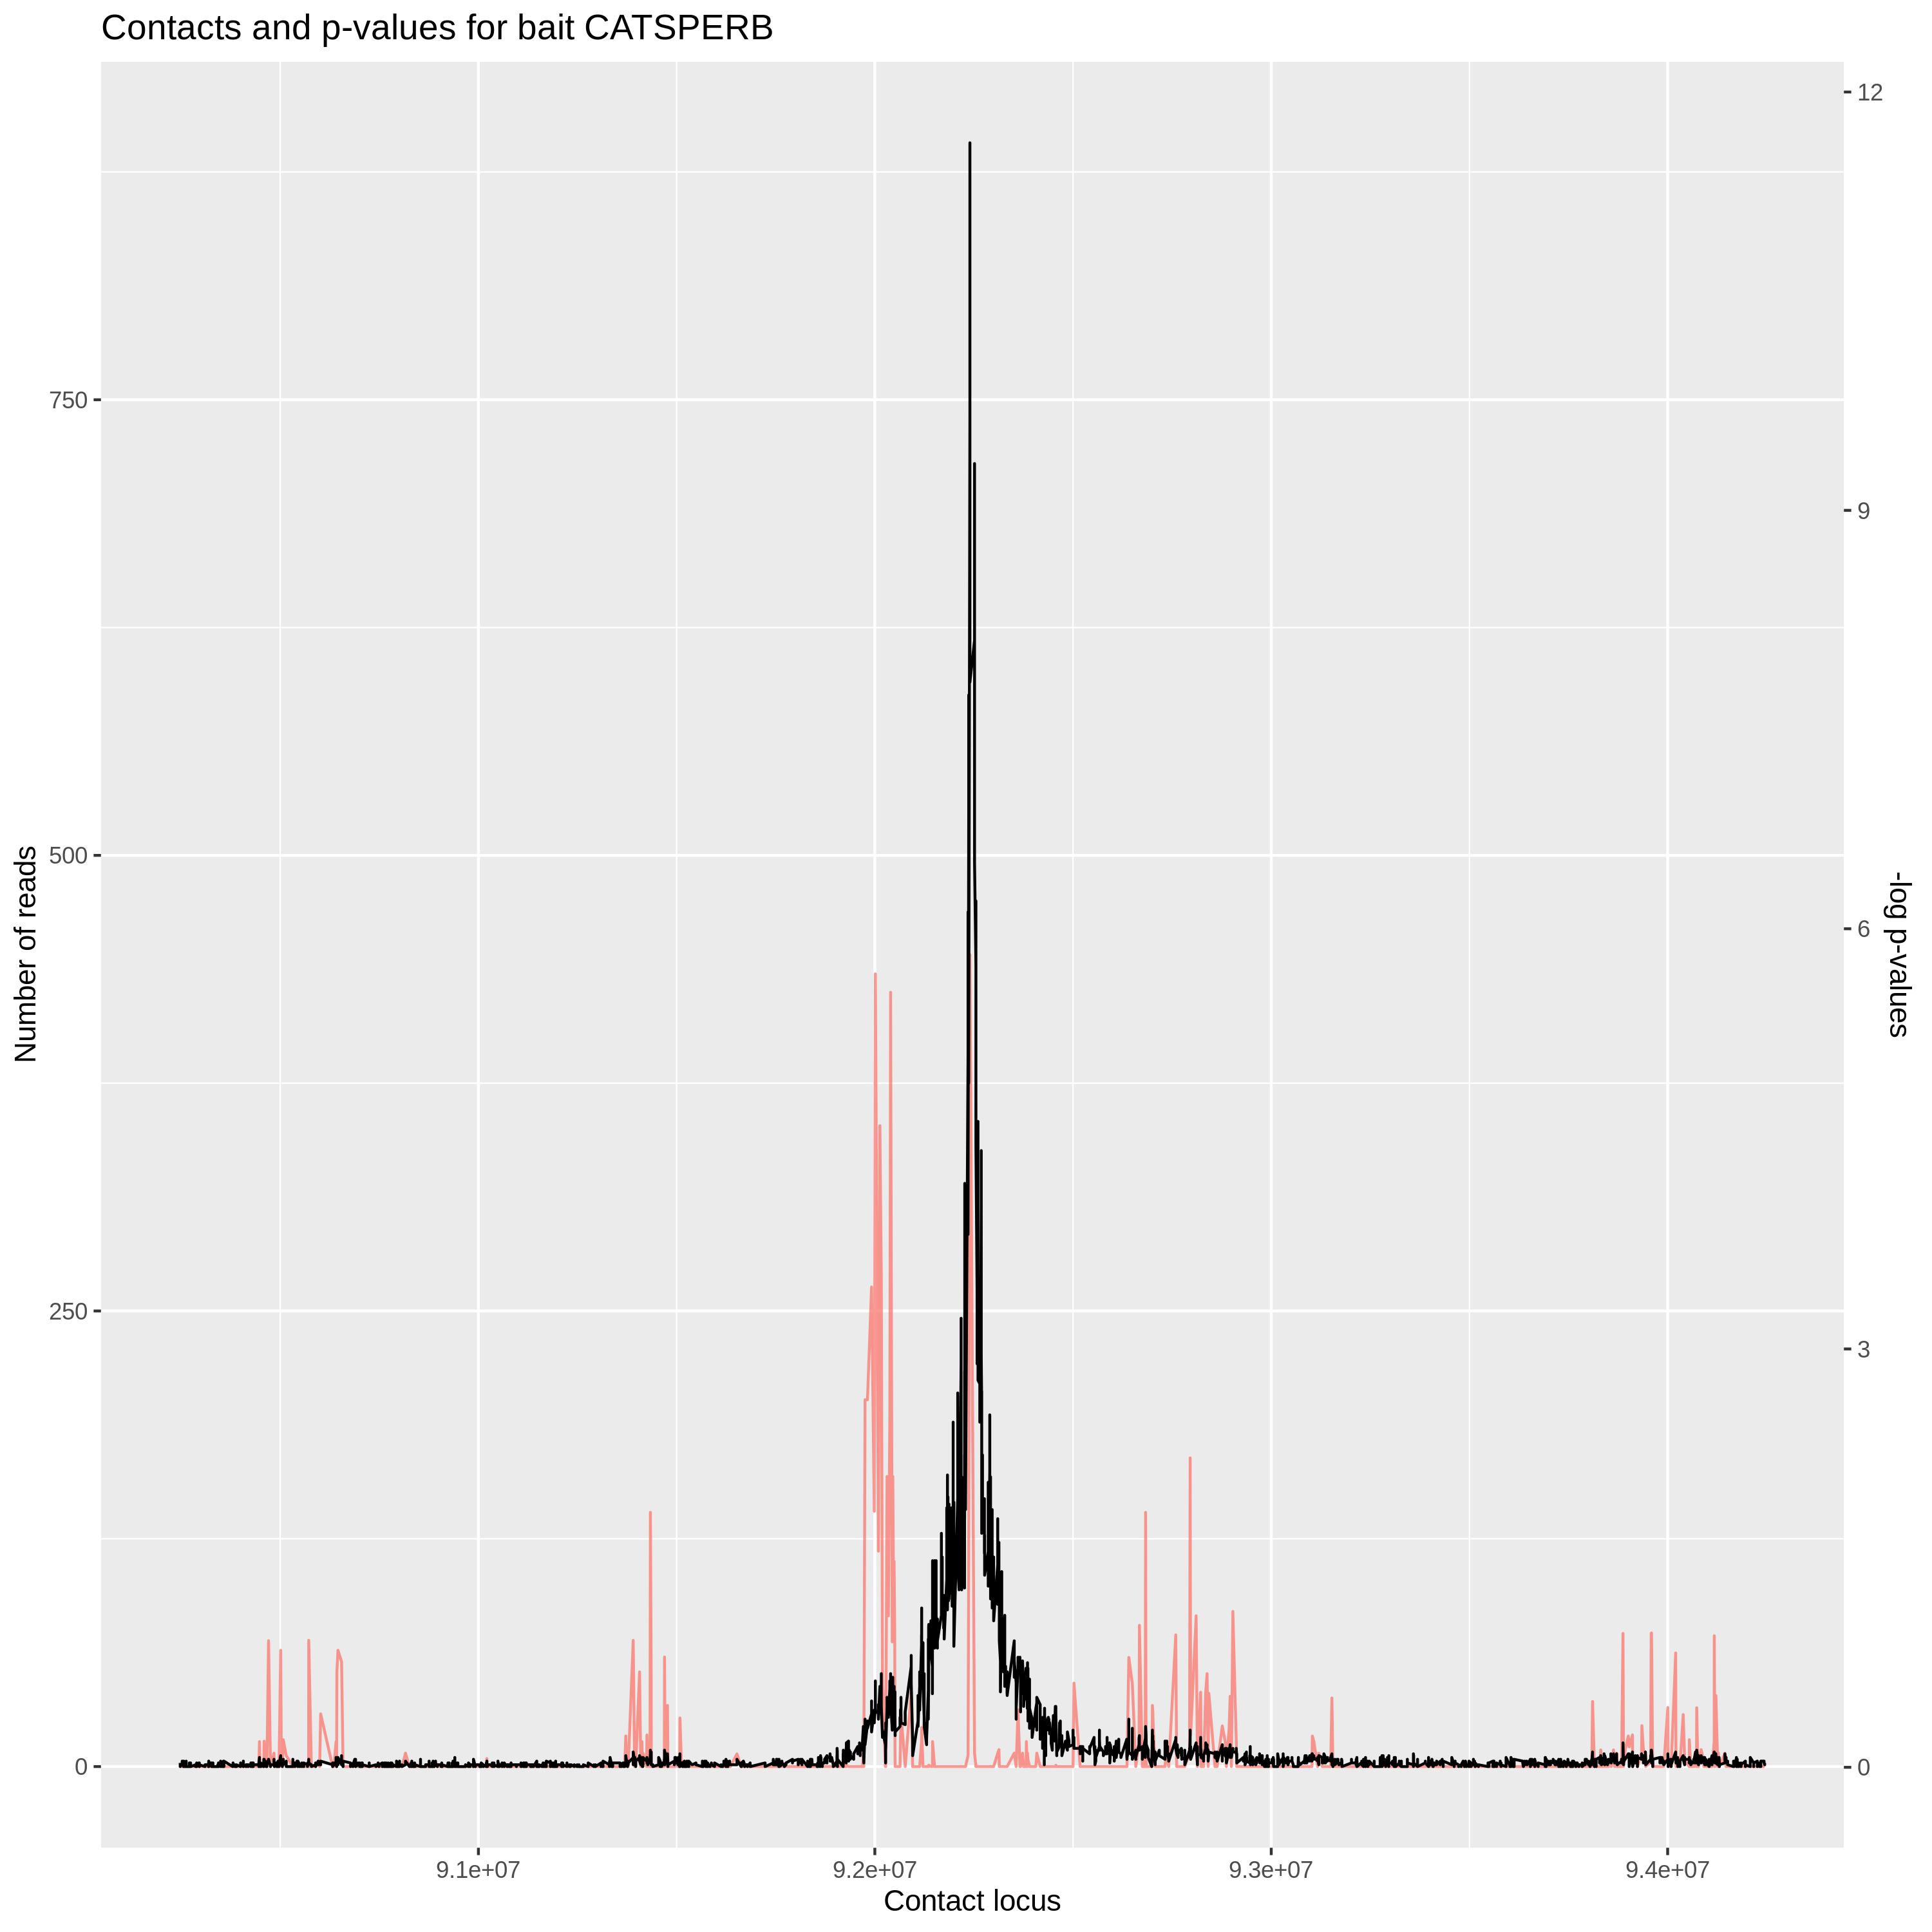 Contacts and p-values for bait CATSPERB
12
9
6
3
0
-log p-values
750
500
250
0
Number of reads
9.1e+07
9.2e+07
9.3e+07
9.4e+07
Contact locus